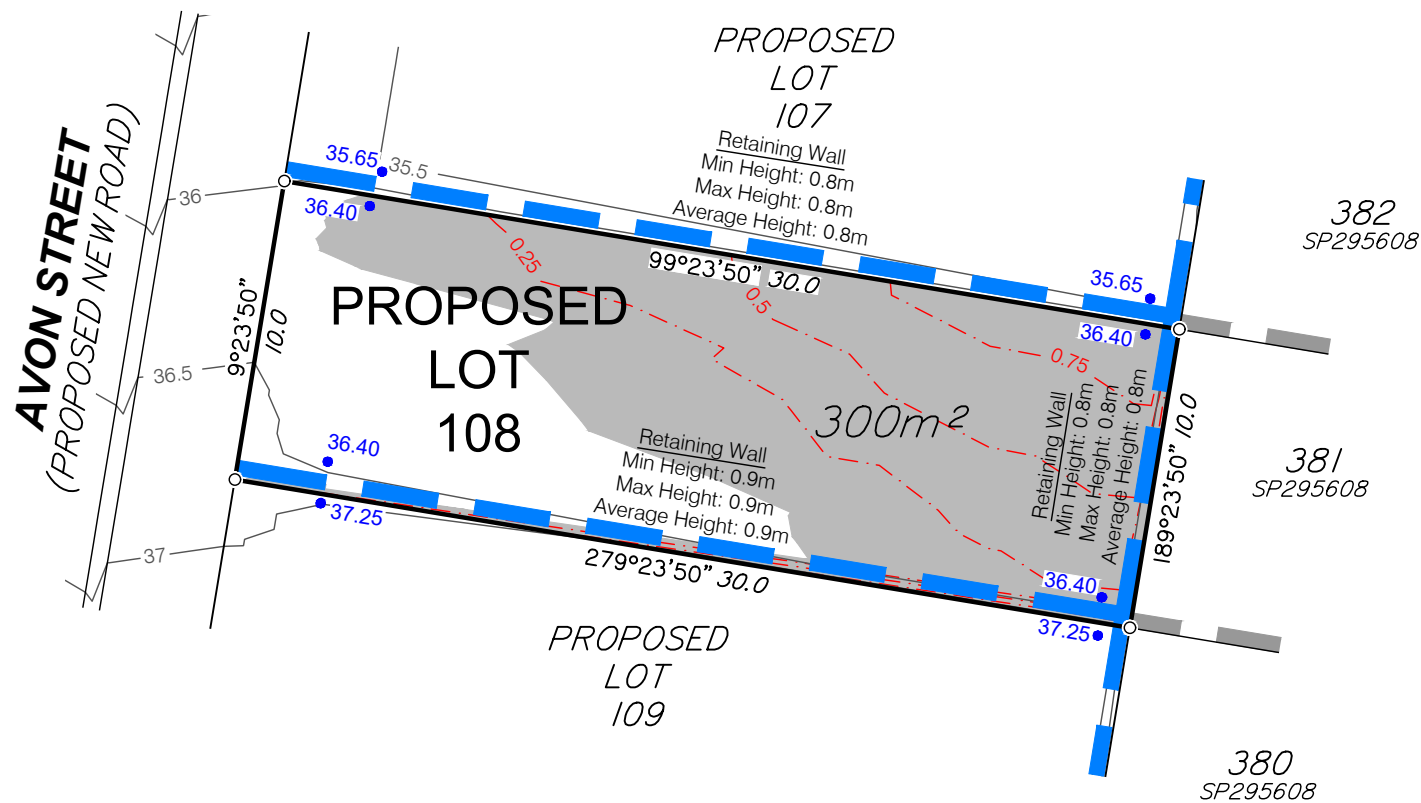 PROPOSED
LOT
107
Retaining Wall
Min Height: 0.8m
Max Height: 0.8m
Average Height: 0.8m
AVON STREET
(PROPOSED NEW ROAD)
36
36.5
37
35.65
35.5
36.40
0.25
99°23'50" 30.0
0.5
0.75
35.65
36.40
382
SP295608
9°23'50"
10.0
PROPOSED
LOT
108
300m²
Retaining Wall
Min Height: 0.8m
Max Height: 0.8m
Average Height: 0.8m
189°23'50" 10.0
381
SP295608
36.40
37.25
Retaining Wall
Min Height: 0.9m
Max Height: 0.9m
Average Height: 0.9m
279°23'50" 30.0
36.40
37.25
PROPOSED
LOT
109
380
SP295608